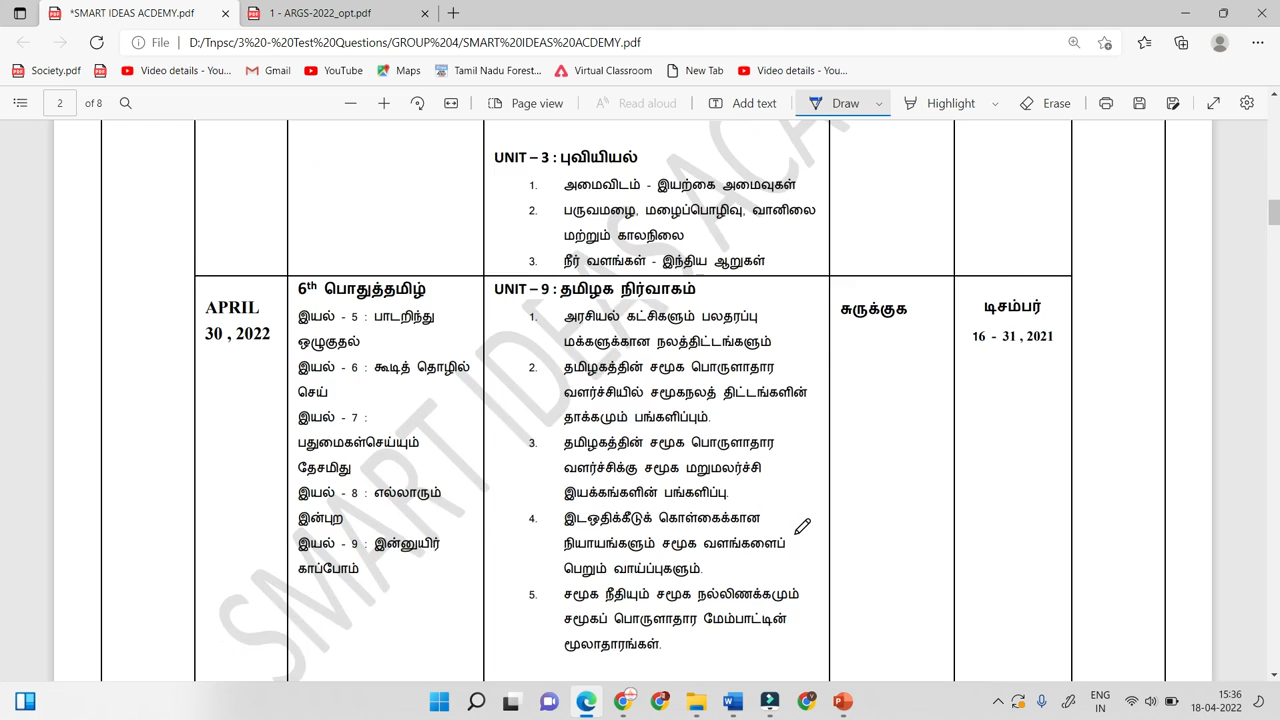 *SMART IDEAS ACDEMY.pdf
1 - ARGS-2022_opt.pdf
File
D:/Tnpsc/3%20-%20Test%20Questions/GROUP%204/SMART%20IDEAS%20ACDEMY.pdf
Society.pdf
Video details - You...
Gmail
YouTube
Maps
Tamil Nadu Forest...
Virtual Classroom
New Tab
Video details - You...
2
of 8
Page view
Read aloud
Add text
Draw
Highlight
Erase
UNIT – 3 : புவியியல்
1. அமைவிடம் - இயற்கை அமைவுகள்
2. பருவமழை, மழைப்பொழிவு, வானிலை
மற்றும் காலநிலை
3. நீர் வளங்கள் - இந்திய ஆறுகள்
APRIL
30 , 2022
6th பொதுத்தமிழ்
இயல் - 5 : பாடறிந்து
ஒழுகுதல்
இயல் - 6 : கூடித் தொழில்
செய்
இயல் - 7 :
பதுமைகள்செய்யும்
தேசமிது
இயல் - 8 : எல்லாரும்
இன்புற
இயல் - 9 : இன்னுயிர்
காப்போம்
UNIT – 9 : தமிழக நிர்வாகம்
1. அரசியல் கட்சிகளும் பலதரப்பு
மக்களுக்கான நலத்திட்டங்களும்
2. தமிழகத்தின் சமூக பொருளாதார
வளர்ச்சியில் சமூகநலத் திட்டங்களின்
தாக்கமும் பங்களிப்பும்.
3. தமிழகத்தின் சமூக பொருளாதார
வளர்ச்சிக்கு சமூக மறுமலர்ச்சி
இயக்கங்களின் பங்களிப்பு.
4. இடஒதிக்கீடுக் கொள்கைக்கான
நியாயங்களும் சமூக வளங்களைப்
பெறும் வாய்ப்புகளும்.
5. சமூக நீதியும் சமூக நல்லிணக்கமும்
சமூகப் பொருளாதார மேம்பாட்டின்
மூலாதாரங்கள்.
சுருக்குக
டிசம்பர்
16 - 31, 2021
SMART IDEAS ACA
ENG
IN
15:36
18-04-2022